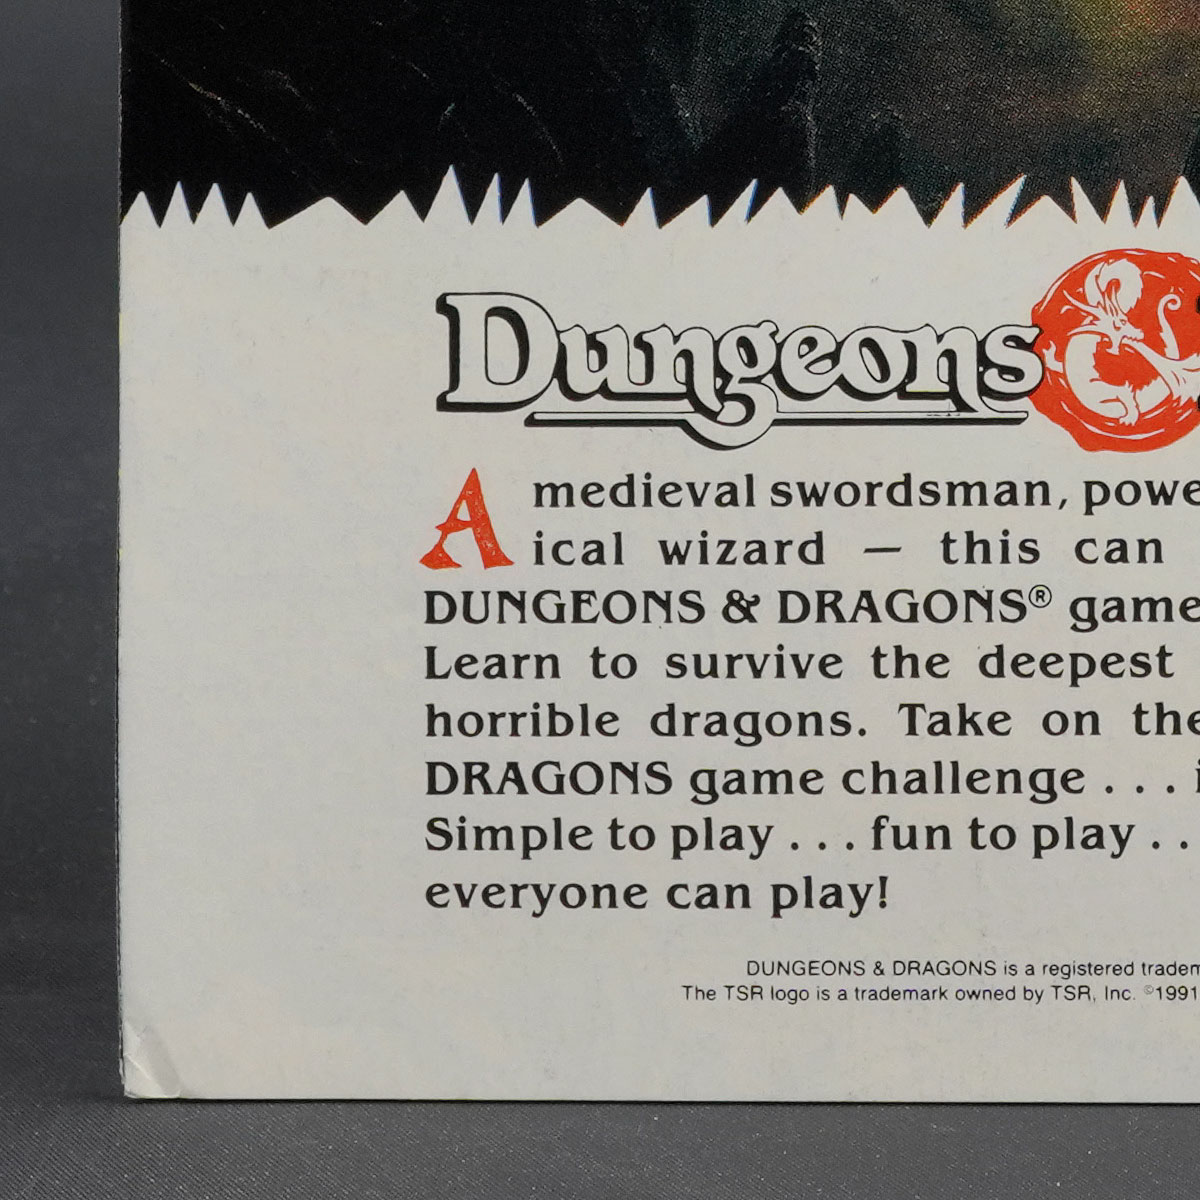 Dungeons &
A medieval swordsman, powe
ical wizard — this can
DUNGEONS & DRAGONS® game
Learn to survive the deepest
horrible dragons. Take on the
DRAGONS game challenge . . . i
Simple to play . . . fun to play . .
everyone can play!
DUNGEONS & DRAGONS is a registered tradem
The TSR logo is a trademark owned by TSR, Inc. ©1991